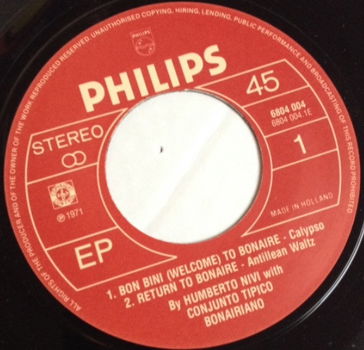 ALL RIGHTS OF THE PRODUCER AND OF THE OWNER OF THE WORK REPRODUCED RESERVED. UNAUTHORISED COPYING, HIRING, LENDING, PUBLIC PERFORMANCE AND BROADCASTING OF THIS RECORD PROHIBITED
PHILIPS
PHILIPS
STEREO
45
6804 004
6804 004.1E
1
℗ 1971
MADE IN HOLLAND
EP
1. BON BINI (WELCOME) TO BONAIRE - Calypso
2. RETURN TO BONAIRE - Antillean Waltz
By HUMBERTO NIVI with
CONJUNTO TIPICO
BONAIRIANO